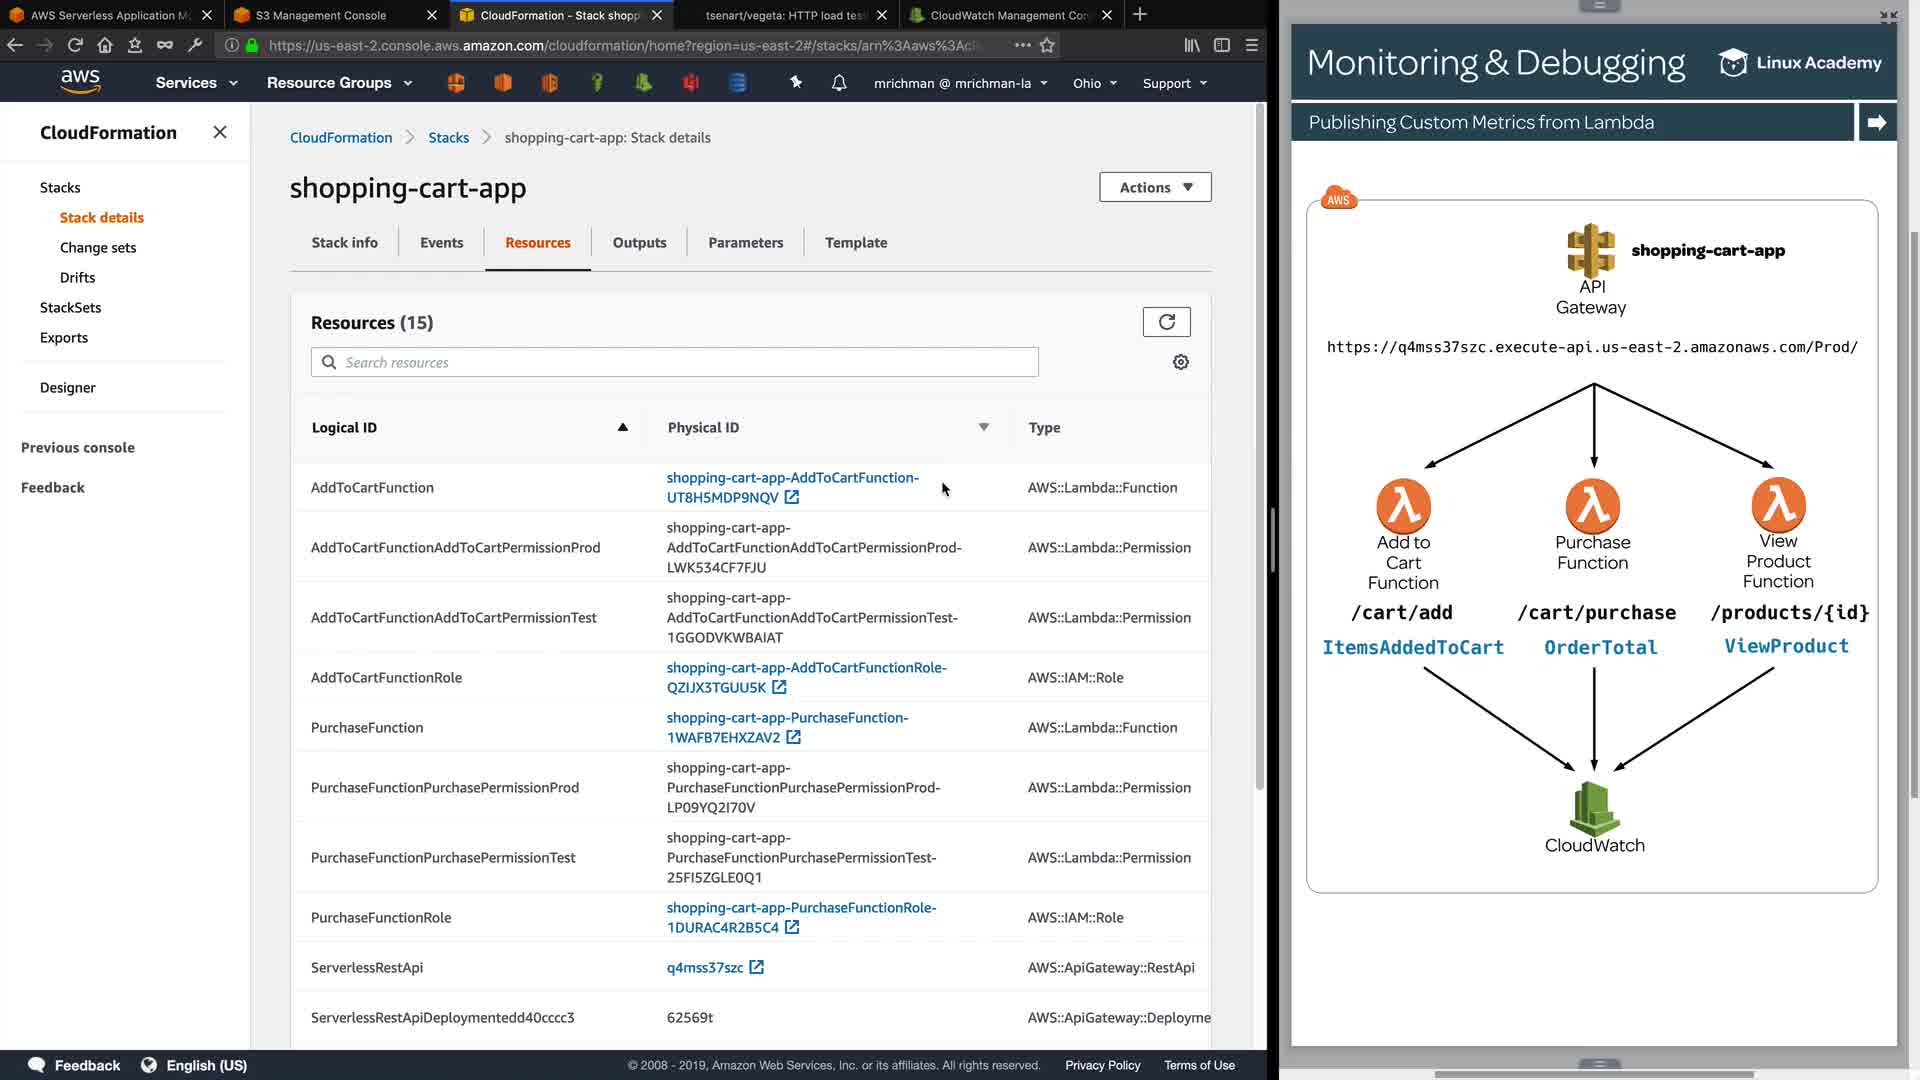 AWS Serverless Application M
S3 Management Console
CloudFormation - Stack shopp
tsenart/vegeta: HTTP load tes
CloudWatch Management Con
https://us-east-2.console.aws.amazon.com/cloudformation/home?region=us-east-2#/stacks/arn%3Aaws%3Acl
aws
Services
Resource Groups
mrichman @ mrichman-la
Ohio
Support
CloudFormation
Stacks
Stack details
Change sets
Drifts
StackSets
Exports
Designer
Previous console
Feedback
CloudFormation
Stacks
shopping-cart-app: Stack details
shopping-cart-app
Actions
Stack info
Events
Resources
Outputs
Parameters
Template
Resources (15)
Search resources
Logical ID
Physical ID
Type
AddToCartFunction
shopping-cart-app-AddToCartFunction-
UT8H5MDP9NQV
AWS::Lambda::Function
AddToCartFunctionAddToCartPermissionProd
shopping-cart-app-
AddToCartFunctionAddToCartPermissionProd-
LWK534CF7FJU
AWS::Lambda::Permission
AddToCartFunctionAddToCartPermissionTest
shopping-cart-app-
AddToCartFunctionAddToCartPermissionTest-
1GGODVKWBAIAT
AWS::Lambda::Permission
AddToCartFunctionRole
shopping-cart-app-AddToCartFunctionRole-
QZIJX3TGUU5K
AWS::IAM::Role
PurchaseFunction
shopping-cart-app-PurchaseFunction-
1WAFB7EHXZAV2
AWS::Lambda::Function
PurchaseFunctionPurchasePermissionProd
shopping-cart-app-
PurchaseFunctionPurchasePermissionProd-
LP09YQ2I70V
AWS::Lambda::Permission
PurchaseFunctionPurchasePermissionTest
shopping-cart-app-
PurchaseFunctionPurchasePermissionTest-
25FI5ZGLE0Q1
AWS::Lambda::Permission
PurchaseFunctionRole
shopping-cart-app-PurchaseFunctionRole-
1DURAC4R2B5C4
AWS::IAM::Role
ServerlessRestApi
q4mss37szc
AWS::ApiGateway::RestApi
ServerlessRestApiDeploymentedd40cccc3
62569t
AWS::ApiGateway::Deployme
Feedback
English (US)
© 2008 - 2019, Amazon Web Services, Inc. or its affiliates. All rights reserved.
Privacy Policy
Terms of Use
Monitoring & Debugging
Linux Academy
Publishing Custom Metrics from Lambda
AWS
shopping-cart-app
API
Gateway
https://q4mss37szc.execute-api.us-east-2.amazonaws.com/Prod/
Add to
Cart
Function
Purchase
Function
View
Product
Function
/cart/add
/cart/purchase
/products/{id}
ItemsAddedToCart
OrderTotal
ViewProduct
CloudWatch